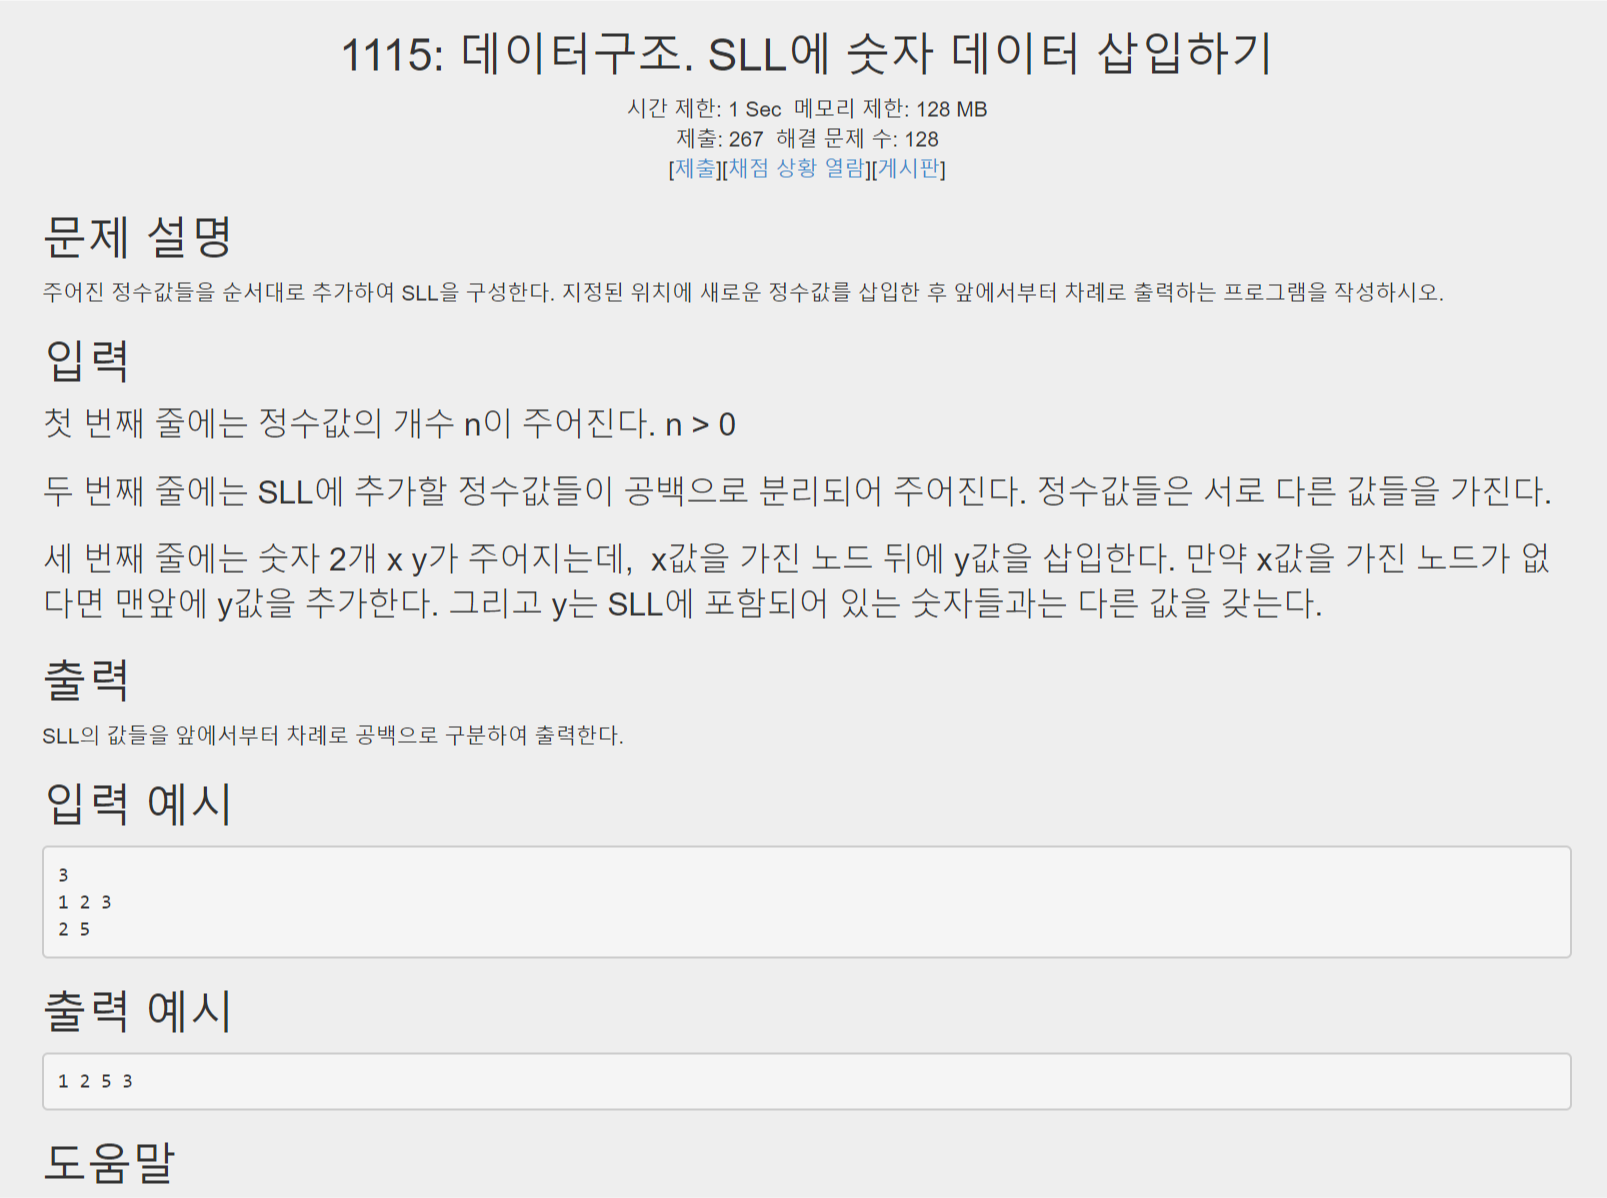 1115: 데이터구조. SLL에 숫자 데이터 삽입하기
시간 제한: 1 Sec  메모리 제한: 128 MB
제출: 267  해결 문제 수: 128
[제출][채점 상황 열람][게시판]
문제 설명
주어진 정수값들을 순서대로 추가하여 SLL을 구성한다. 지정된 위치에 새로운 정수값를 삽입한 후 앞에서부터 차례로 출력하는 프로그램을 작성하시오.
입력
첫 번째 줄에는 정수값의 개수 n이 주어진다. n > 0
두 번째 줄에는 SLL에 추가할 정수값들이 공백으로 분리되어 주어진다. 정수값들은 서로 다른 값들을 가진다.
세 번째 줄에는 숫자 2개 x y가 주어지는데,  x값을 가진 노드 뒤에 y값을 삽입한다. 만약 x값을 가진 노드가 없
다면 맨앞에 y값을 추가한다. 그리고 y는 SLL에 포함되어 있는 숫자들과는 다른 값을 갖는다.
출력
SLL의 값들을 앞에서부터 차례로 공백으로 구분하여 출력한다.
입력 예시
3
1 2 3
2 5
출력 예시
1 2 5 3
도움말